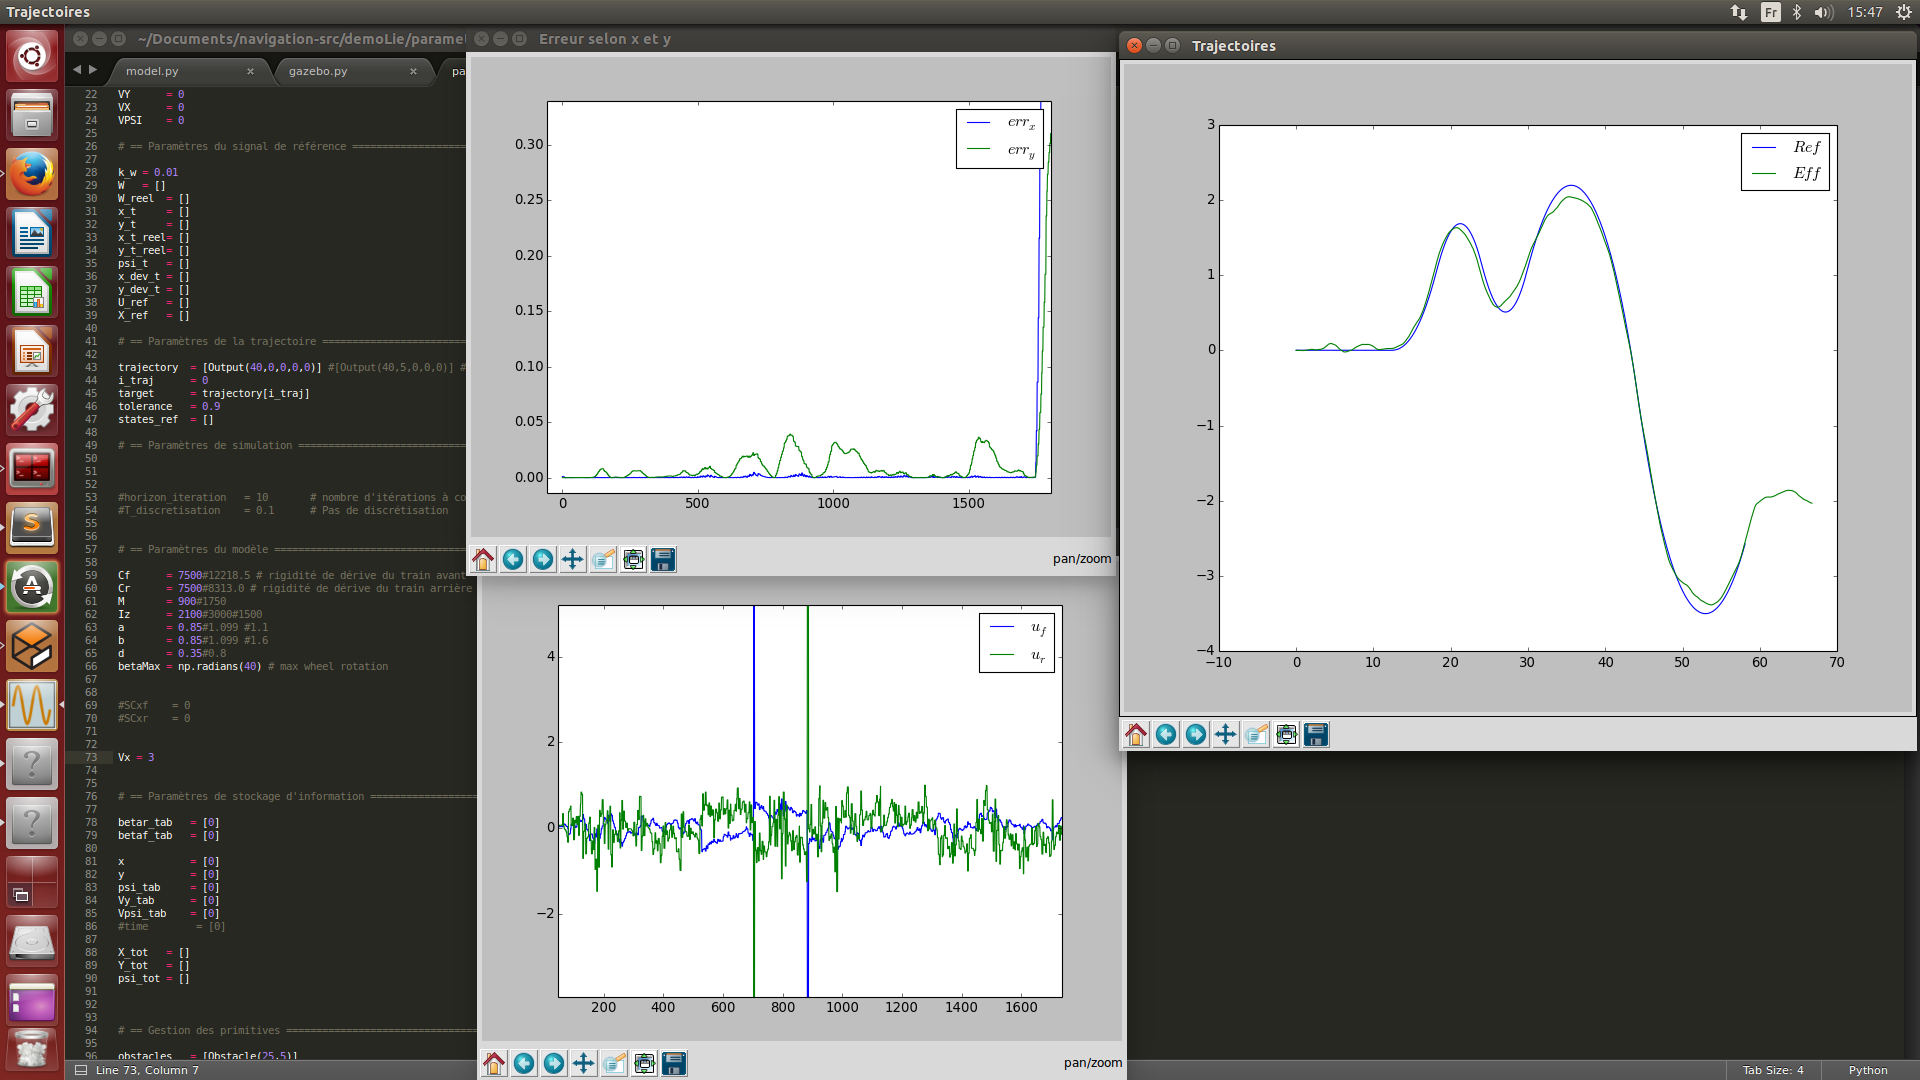 Trajectoires
Fr
15:47
~/Documents/navigation-src/demoLie/paramet
model.py
gazebo.py
pa
22 VY = 0
23 VX = 0
24 VPSI = 0
25
26 # == Paramètres du signal de référence ===================
27
28 k_w = 0.01
29 W = []
30 W_reel = []
31 x_t = []
32 y_t = []
33 x_t_reel= []
34 y_t_reel= []
35 psi_t = []
36 x_dev_t = []
37 y_dev_t = []
38 U_ref = []
39 X_ref = []
40
41 # == Paramètres de la trajectoire ========================
42
43 trajectory = [Output(40,0,0,0,0)] #[Output(40,5,0,0,0)] #
44 i_traj = 0
45 target = trajectory[i_traj]
46 tolerance = 0.9
47 states_ref = []
48
49 # == Paramètres de simulation ============================
50
51
52
53 #horizon_iteration = 10 # nombre d'itérations à co
54 #T_discretisation = 0.1 # Pas de discrétisation
55
56
57 # == Paramètres du modèle ================================
58
59 Cf = 7500#12218.5 # rigidité de dérive du train avant
60 Cr = 7500#8313.0 # rigidité de dérive du train arrière
61 M = 900#1750
62 Iz = 2100#3000#1500
63 a = 0.85#1.099 #1.1
64 b = 0.85#1.099 #1.6
65 d = 0.35#0.8
66 betaMax = np.radians(40) # max wheel rotation
67
68
69 #SCxf = 0
70 #SCxr = 0
71
72
73 Vx = 3
74
75
76 # == Paramètres de stockage d'information ==================
77
78 betar_tab = [0]
79 betaf_tab = [0]
80
81 x = [0]
82 y = [0]
83 psi_tab = [0]
84 Vy_tab = [0]
85 Vpsi_tab = [0]
86 #time = [0]
87
88 X_tot = []
89 Y_tot = []
90 psi_tot = []
91
92
93
94 # == Gestion des primitives ================================
95
96 obstacles = [Obstacle(25,5)]
Line 73, Column 7
Tab Size: 4
Python
Erreur selon x et y
err_x
err_y
0.30
0.25
0.20
0.15
0.10
0.05
0.00
0 500 1000 1500
pan/zoom
u_f
u_r
4
2
0
−2
200 400 600 800 1000 1200 1400 1600
pan/zoom
Trajectoires
Ref
Eff
3
2
1
0
−1
−2
−3
−4
−10 0 10 20 30 40 50 60 70